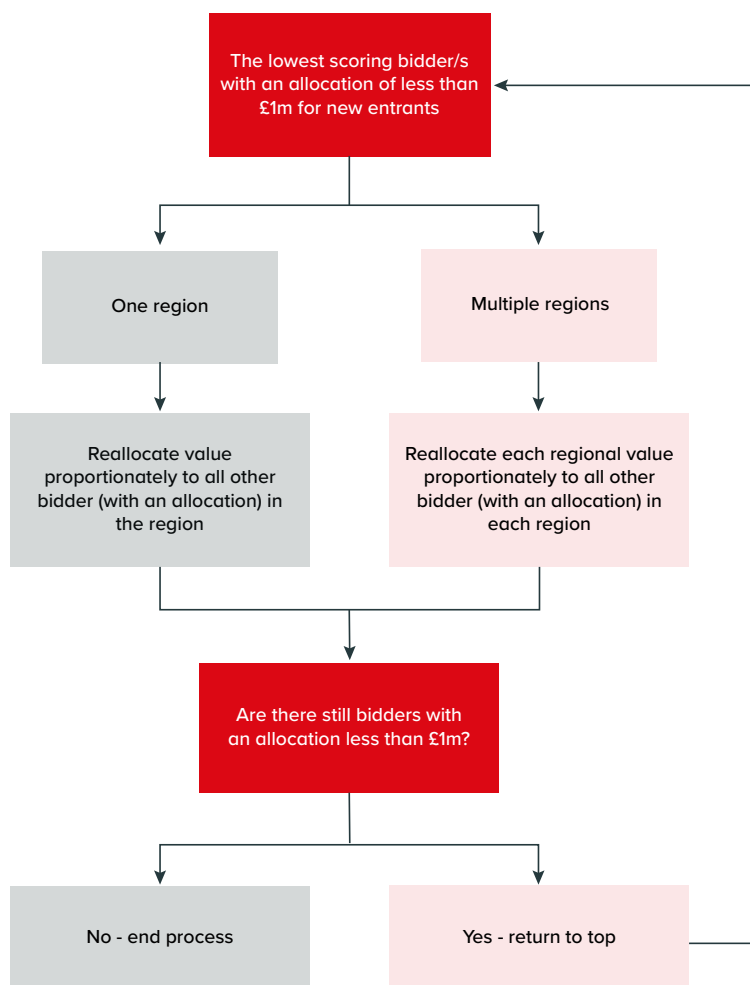 The lowest scoring bidder/s
with an allocation of less than
£1m for new entrants
One region
Multiple regions
Reallocate value
proportionately to all other
bidder (with an allocation) in
the region
Reallocate each regional value
proportionately to all other
bidder (with an allocation) in
each region
Are there still bidders with
an allocation less than £1m?
No - end process
Yes - return to top